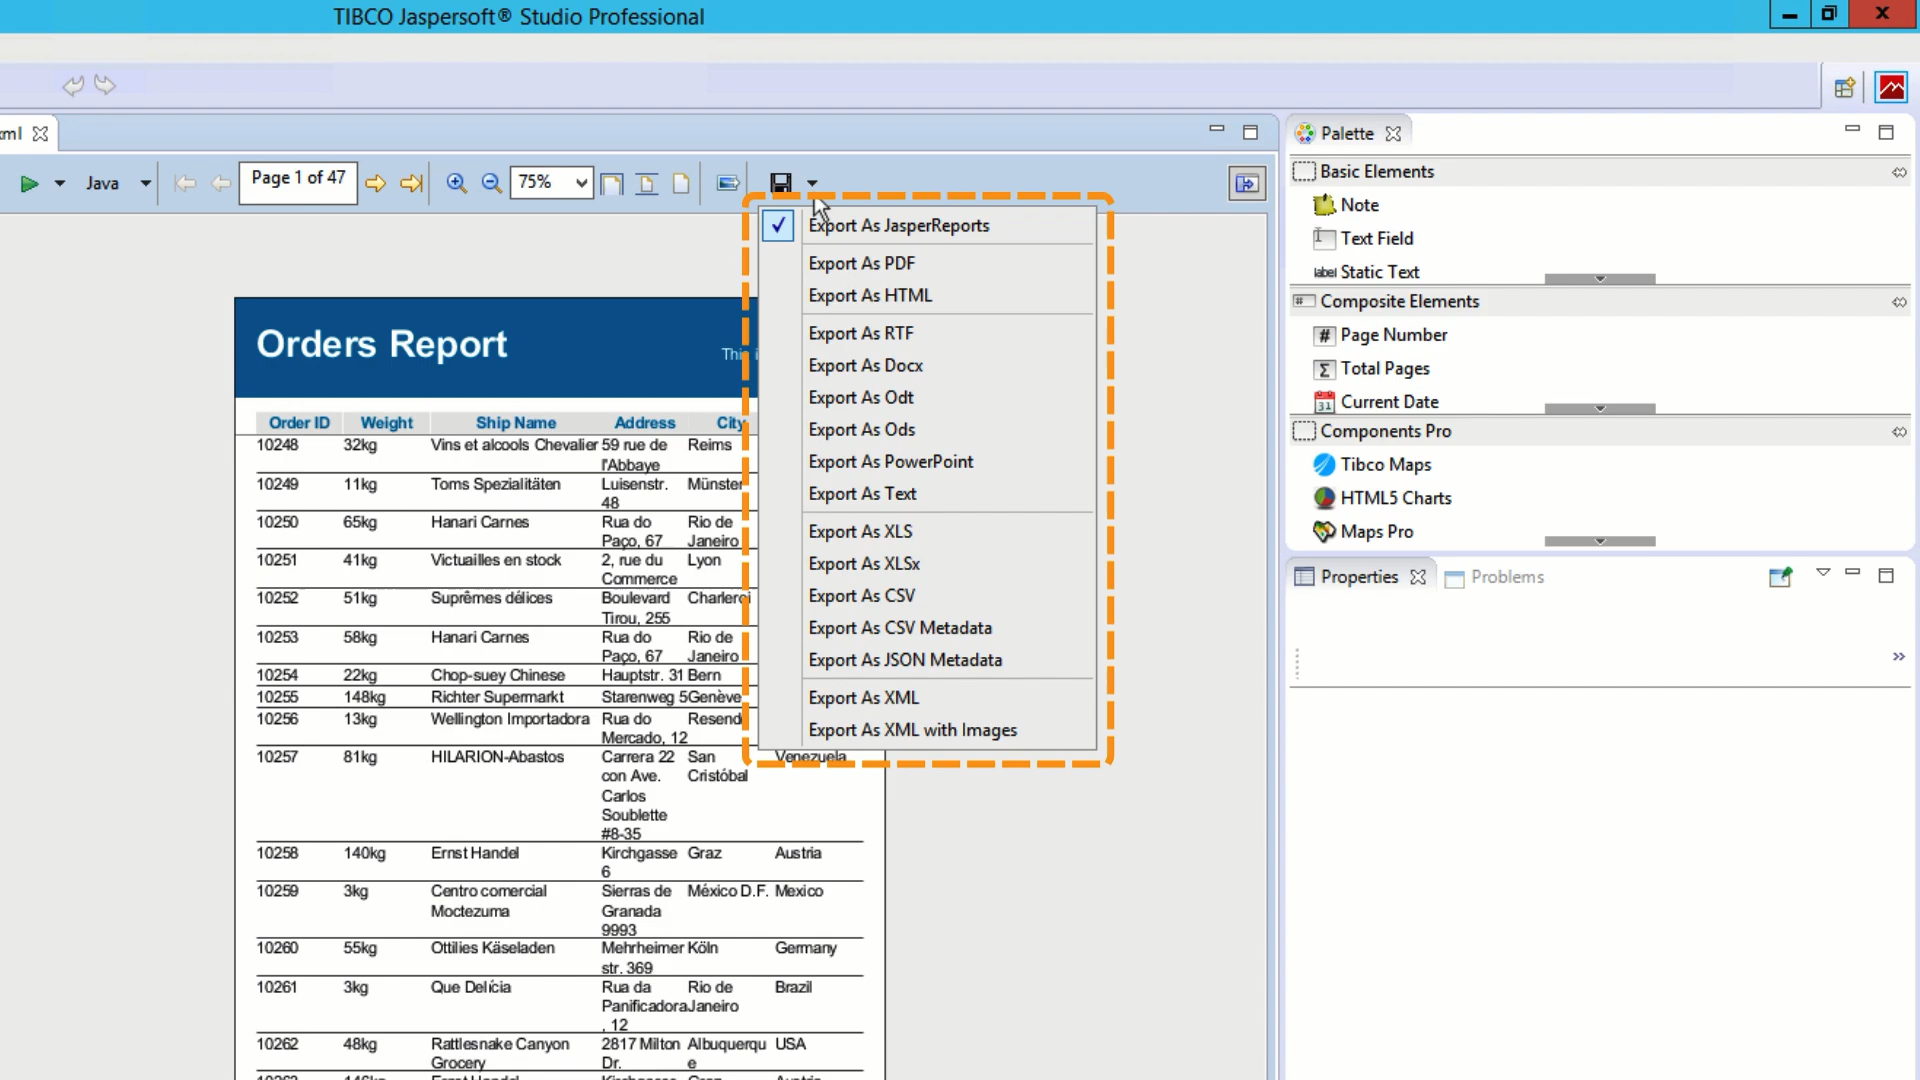 TIBCO Jaspersoft® Studio Professional
xml
Palette
Java
Page 1 of 47
75%
Basic Elements
Note
Text Field
label Static Text
Composite Elements
# Page Number
Σ Total Pages
31 Current Date
Components Pro
Tibco Maps
HTML5 Charts
Maps Pro
Properties
Problems
Export As JasperReports
Export As PDF
Export As HTML
Export As RTF
Export As Docx
Export As Odt
Export As Ods
Export As PowerPoint
Export As Text
Export As XLS
Export As XLSx
Export As CSV
Export As CSV Metadata
Export As JSON Metadata
Export As XML
Export As XML with Images
Orders Report
This i
Order ID Weight Ship Name Address City
10248 32kg Vins et alcools Chevalier 59 rue de Reims
l'Abbaye
10249 11kg Toms Spezialitäten Luisenstr. Münster
48
10250 65kg Hanari Carnes Rua do Rio de
Paço, 67 Janeiro
10251 41kg Victuailles en stock 2, rue du Lyon
Commerce
10252 51kg Suprêmes délices Boulevard Charleroi
Tirou, 255
10253 58kg Hanari Carnes Rua do Rio de
Paço, 67 Janeiro
10254 22kg Chop-suey Chinese Hauptstr. 31 Bern
10255 148kg Richter Supermarkt Starenweg 5 Genève
10256 13kg Wellington Importadora Rua do Resende
Mercado, 12
10257 81kg HILARION-Abastos Carrera 22 San Venezuela
con Ave. Cristóbal
Carlos
Soublette
#8-35
10258 140kg Ernst Handel Kirchgasse Graz Austria
6
10259 3kg Centro comercial Sierras de México D.F. Mexico
Moctezuma Granada
9993
10260 55kg Ottilies Käseladen Mehrheimer Köln Germany
str. 369
10261 3kg Que Delícia Rua da Rio de Brazil
Panificadora Janeiro
, 12
10262 48kg Rattlesnake Canyon 2817 Milton Albuquerqu USA
Grocery Dr. e